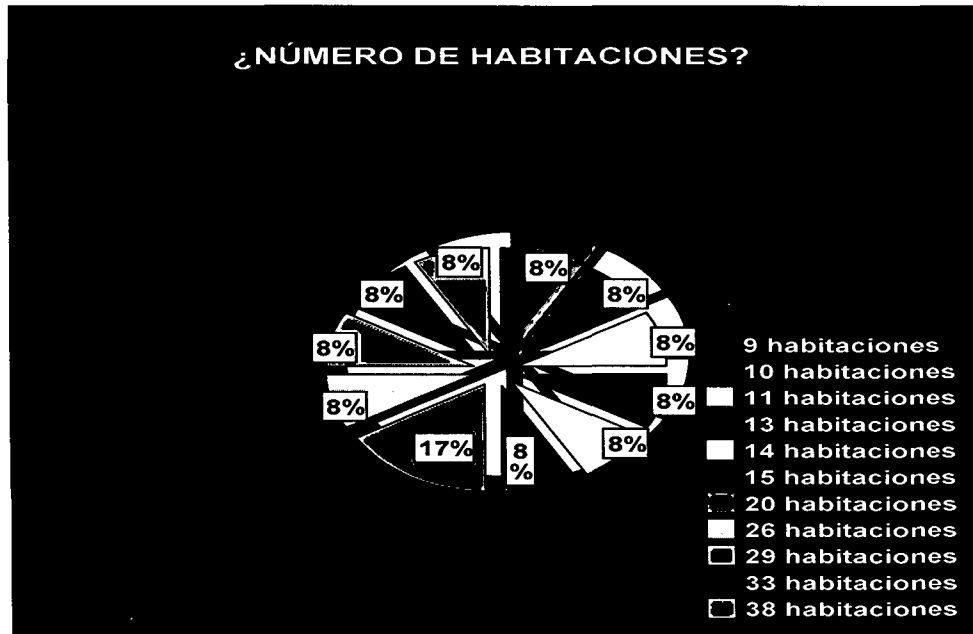 ¿NÚMERO DE HABITACIONES?
8%
8%
8%
8%
8%
8%
8%
8%
8%
17%
8
%
8%
9 habitaciones
10 habitaciones
11 habitaciones
13 habitaciones
14 habitaciones
15 habitaciones
20 habitaciones
26 habitaciones
29 habitaciones
33 habitaciones
38 habitaciones